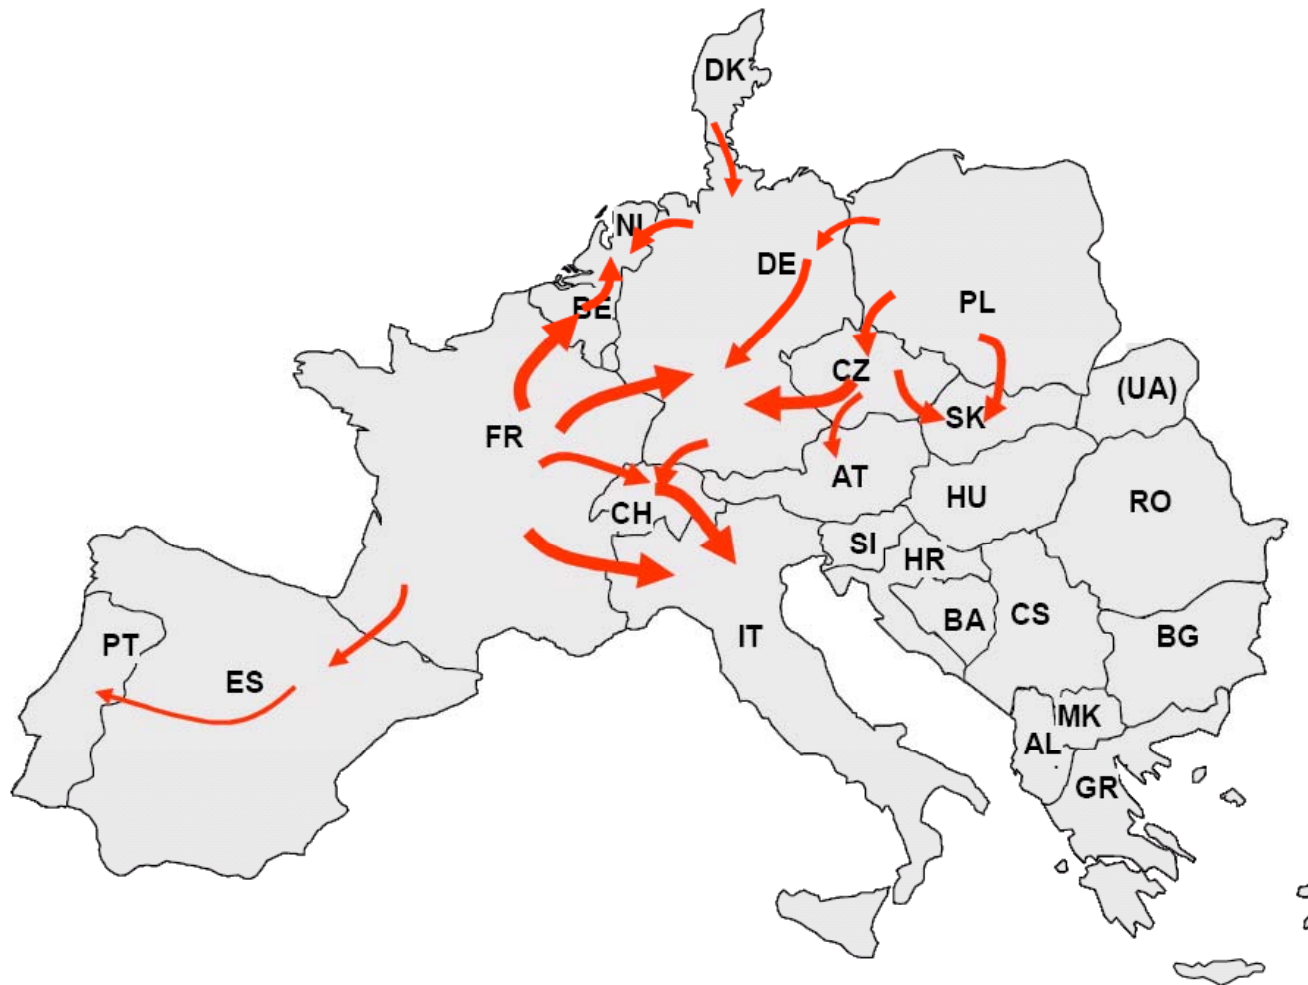 DK
NL
DE
BE
PL
CZ
(UA)
SK
FR
AT
HU
RO
CH
SI
HR
BA
CS
BG
IT
PT
ES
MK
AL
GR